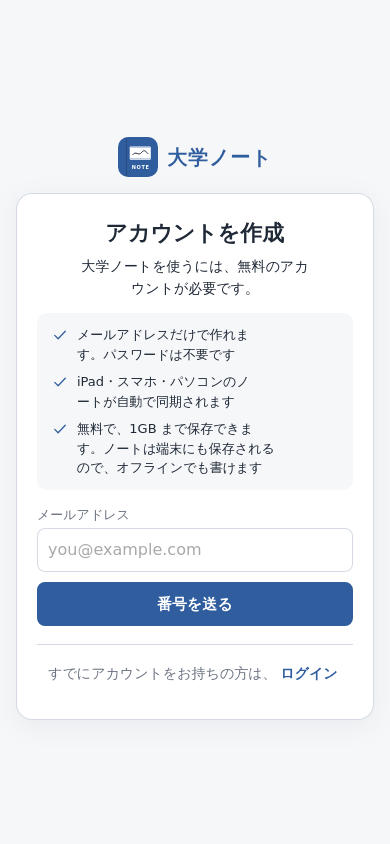 NOTE
大学ノート
アカウントを作成
大学ノートを使うには、無料のアカ
ウントが必要です。
メールアドレスだけで作れま
す。パスワードは不要です
iPad・スマホ・パソコンのノ
ートが自動で同期されます
無料で、1GB まで保存できま
す。ノートは端末にも保存される
ので、オフラインでも書けます
メールアドレス
you@example.com
番号を送る
すでにアカウントをお持ちの方は、 ログイン